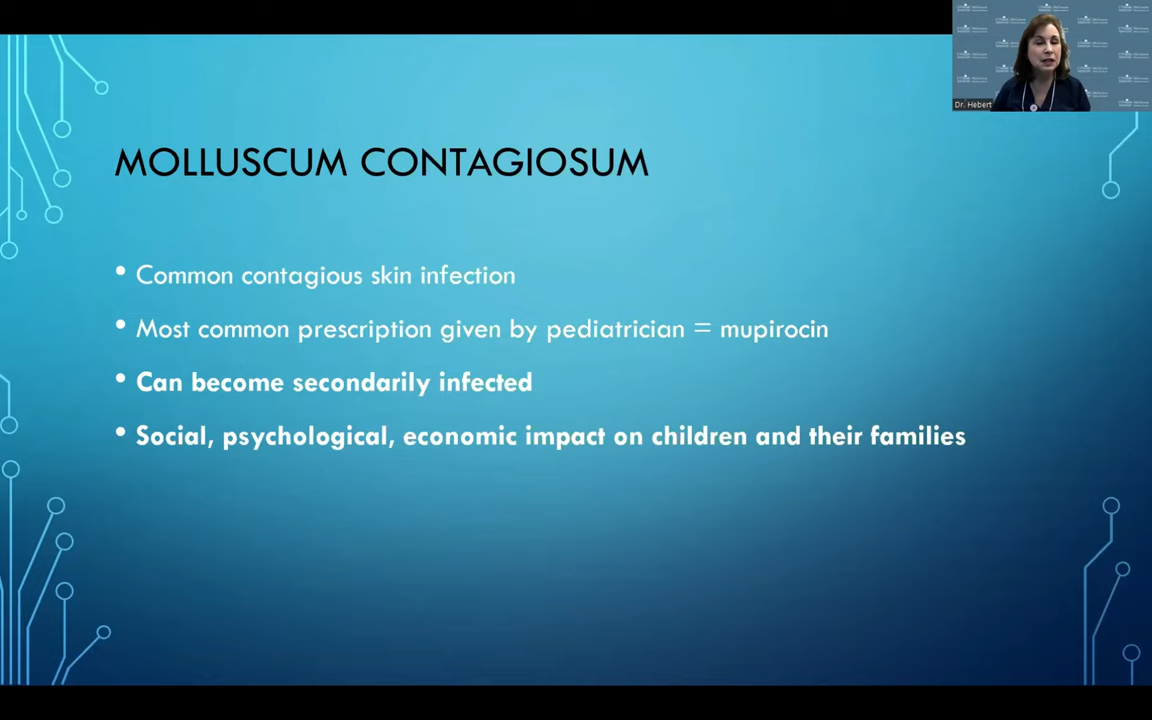 MOLLUSCUM CONTAGIOSUM
• Common contagious skin infection
• Most common prescription given by pediatrician = mupirocin
• Can become secondarily infected
• Social, psychological, economic impact on children and their families
Dr. Hebert